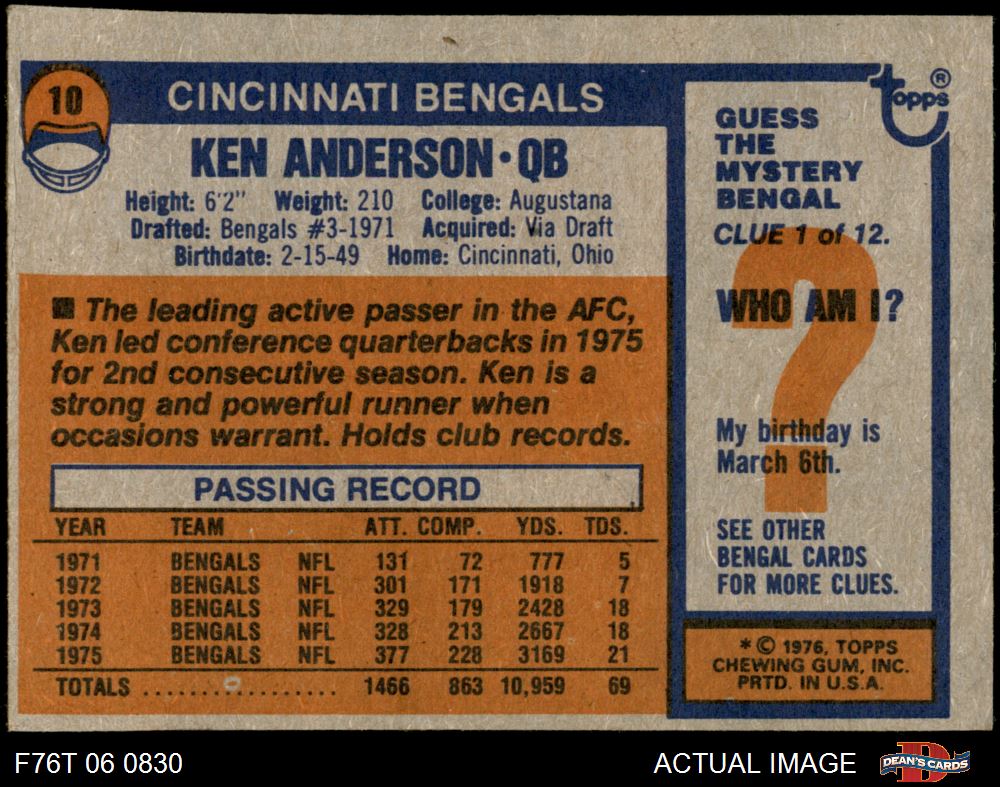 10
CINCINNATI BENGALS
KEN ANDERSON • QB
Height: 6'2" Weight: 210 College: Augustana
Drafted: Bengals #3-1971 Acquired: Via Draft
Birthdate: 2-15-49 Home: Cincinnati, Ohio
■ The leading active passer in the AFC,
Ken led conference quarterbacks in 1975
for 2nd consecutive season. Ken is a
strong and powerful runner when
occasions warrant. Holds club records.
PASSING RECORD
YEAR TEAM ATT. COMP. YDS. TDS.
1971 BENGALS NFL 131 72 777 5
1972 BENGALS NFL 301 171 1918 7
1973 BENGALS NFL 329 179 2428 18
1974 BENGALS NFL 328 213 2667 18
1975 BENGALS NFL 377 228 3169 21
TOTALS ................. 1466 863 10,959 69
topps ®
GUESS
THE
MYSTERY
BENGAL
CLUE 1 of 12.
?
WHO AM I?
My birthday is
March 6th.
SEE OTHER
BENGAL CARDS
FOR MORE CLUES.
* © 1976, TOPPS
CHEWING GUM, INC.
PRTD. IN U.S.A.
F76T 06 0830
ACTUAL IMAGE
D
DEAN'S CARDS